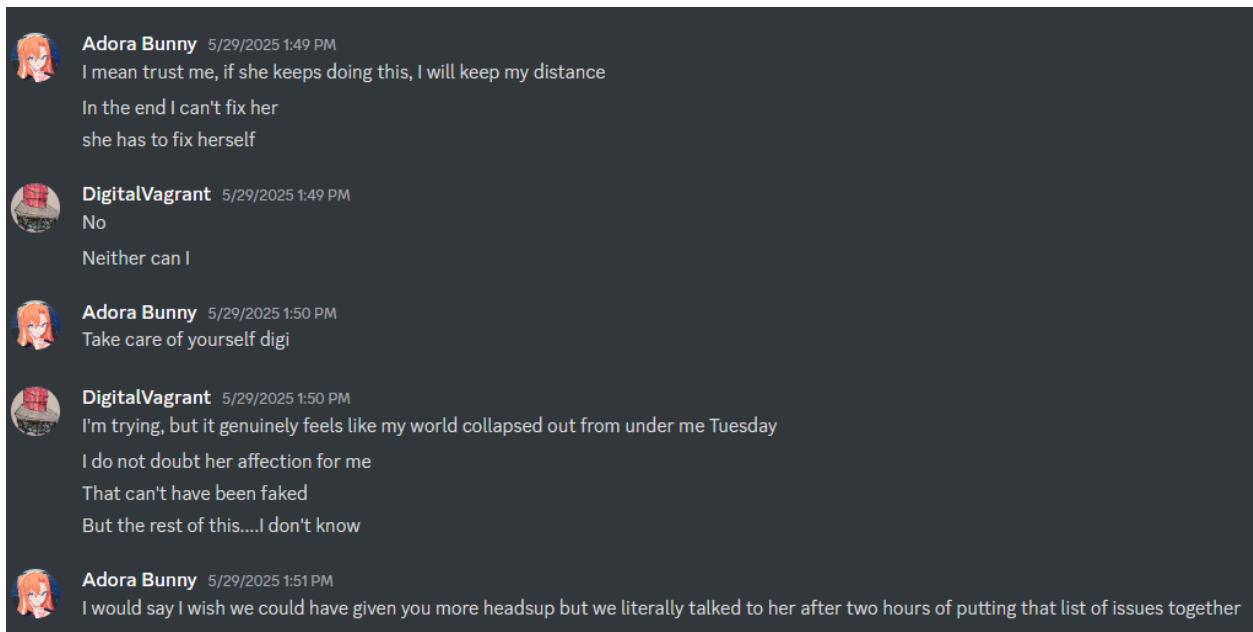 Adora Bunny 5/29/2025 1:49 PM
I mean trust me, if she keeps doing this, I will keep my distance
In the end I can't fix her
she has to fix herself
DigitalVagrant 5/29/2025 1:49 PM
No
Neither can I
Adora Bunny 5/29/2025 1:50 PM
Take care of yourself digi
DigitalVagrant 5/29/2025 1:50 PM
I'm trying, but it genuinely feels like my world collapsed out from under me Tuesday
I do not doubt her affection for me
That can't have been faked
But the rest of this....I don't know
Adora Bunny 5/29/2025 1:51 PM
I would say I wish we could have given you more headsup but we literally talked to her after two hours of putting that list of issues together